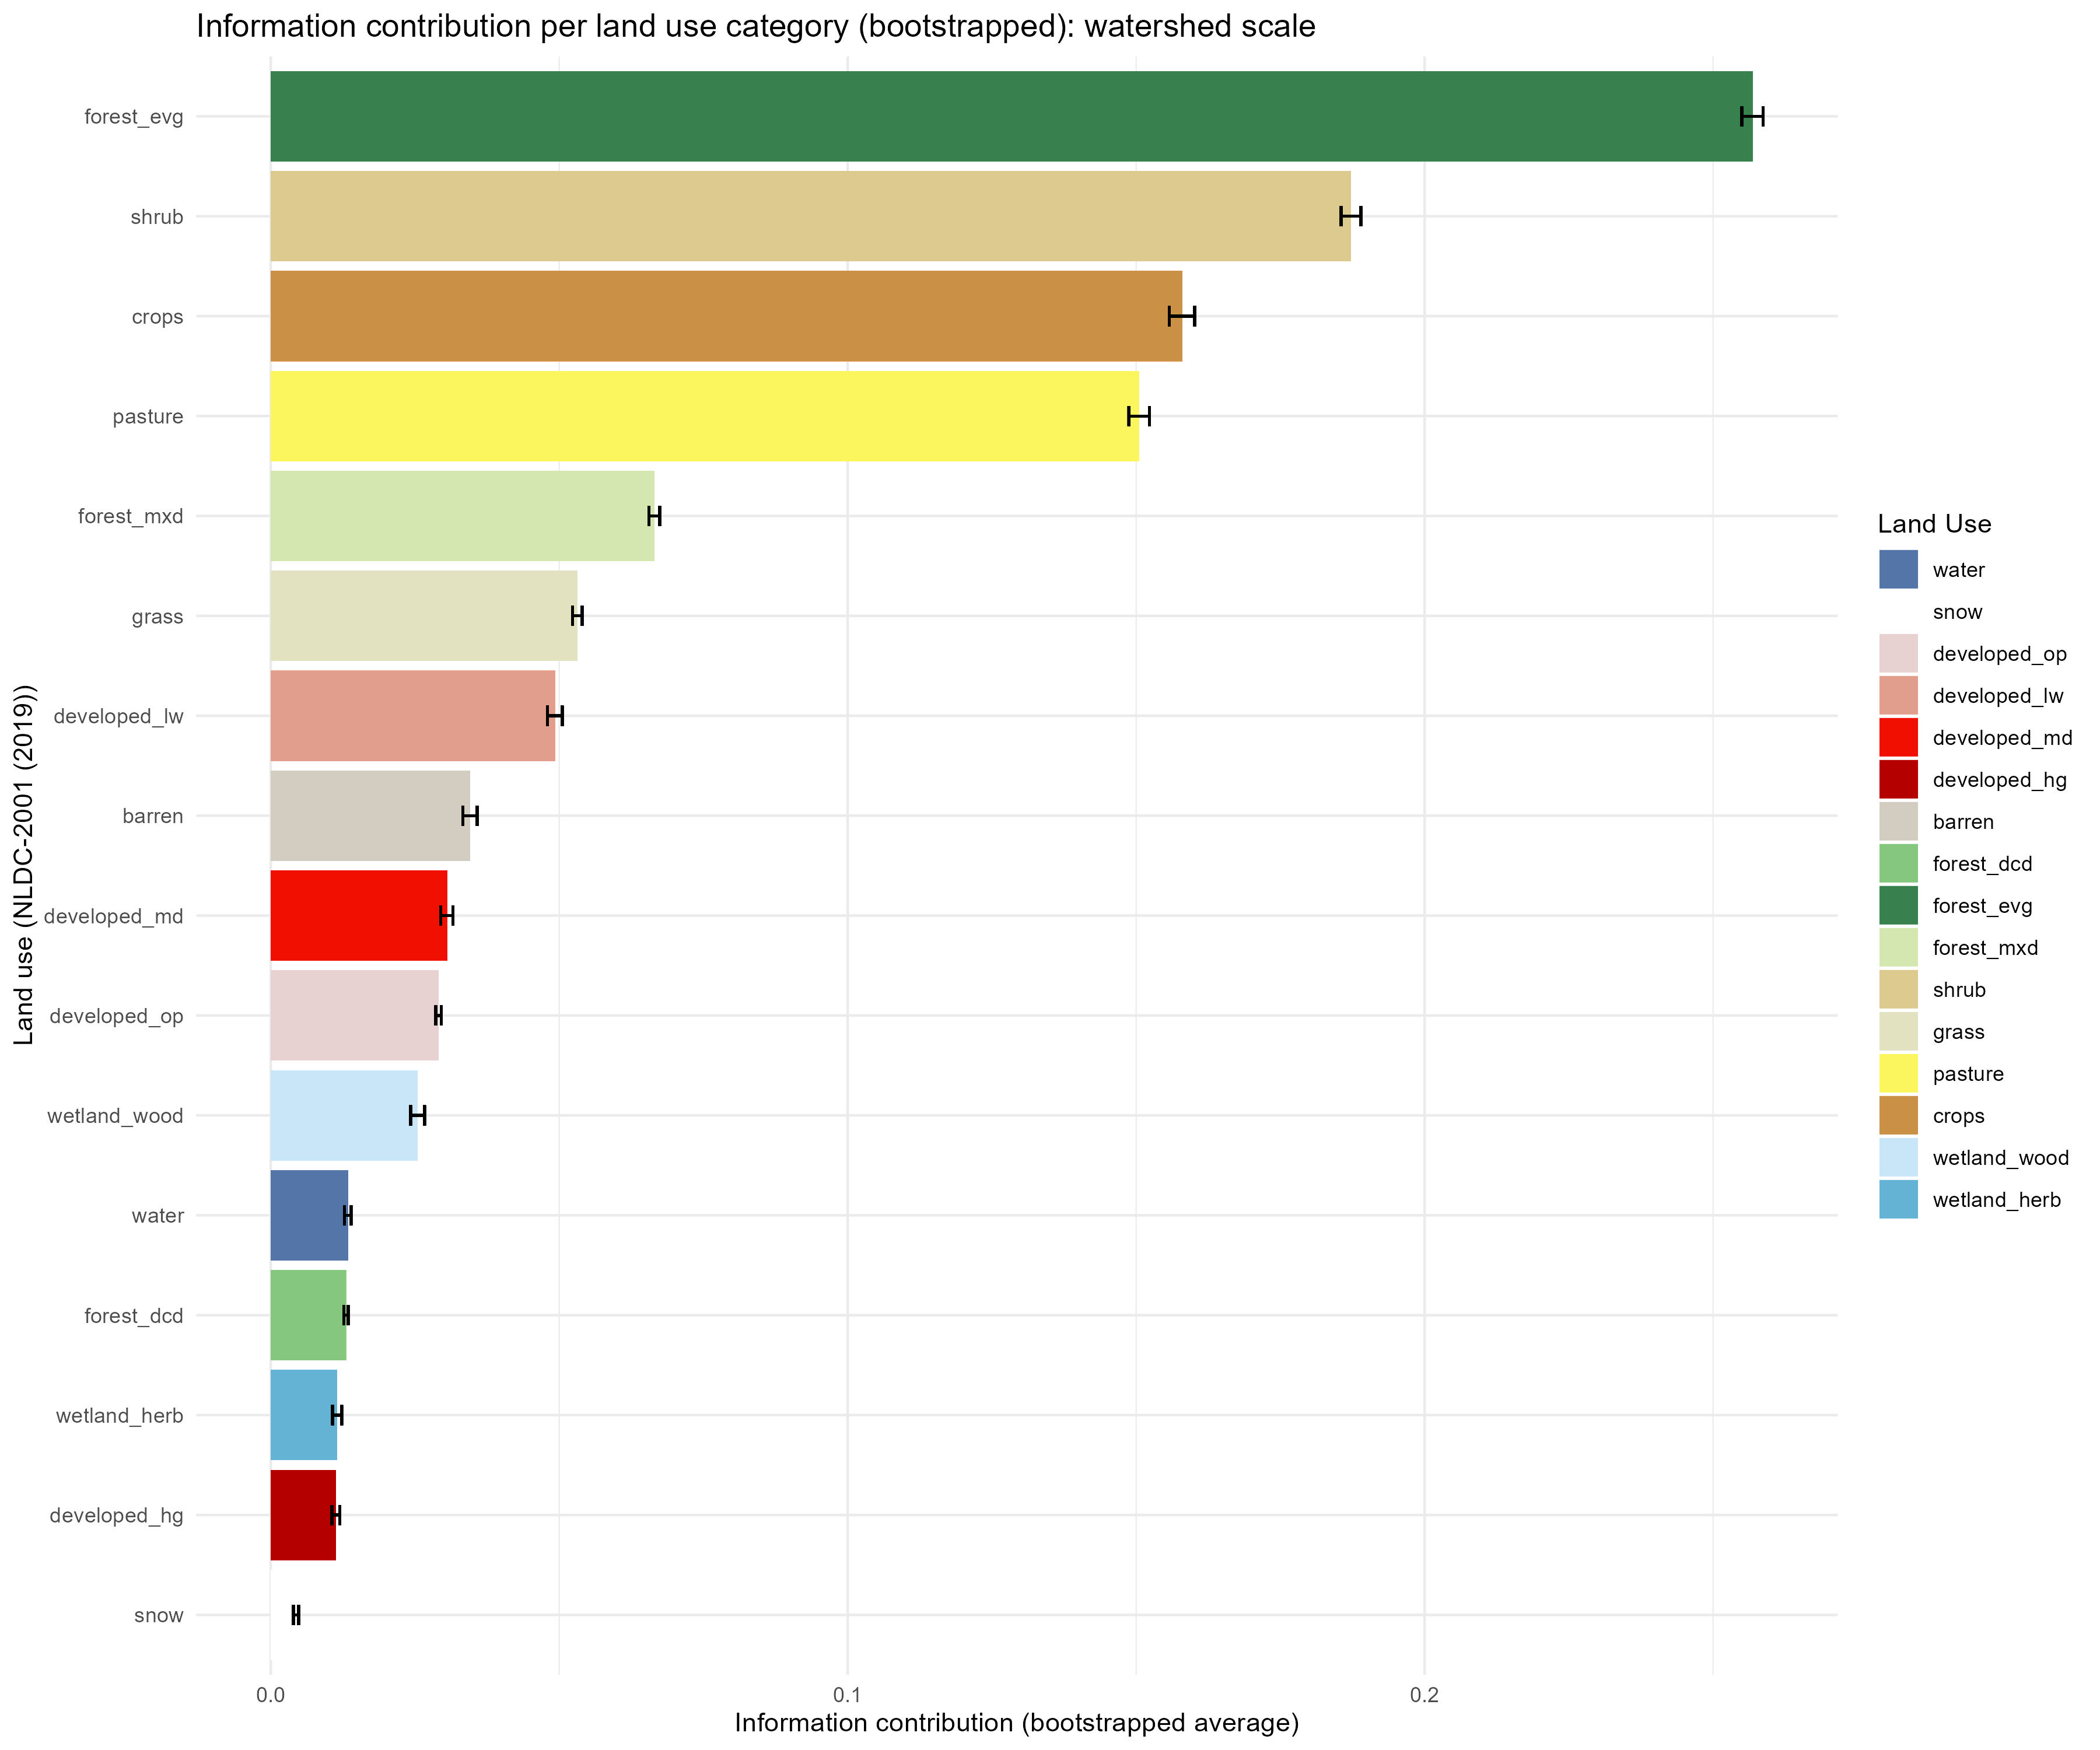 Information contribution per land use category (bootstrapped): watershed scale
Land use (NLDC-2001 (2019))
forest_evg
shrub
crops
pasture
forest_mxd
grass
developed_lw
barren
developed_md
developed_op
wetland_wood
water
forest_dcd
wetland_herb
developed_hg
snow
0.0
0.1
0.2
Information contribution (bootstrapped average)
Land Use
water
snow
developed_op
developed_lw
developed_md
developed_hg
barren
forest_dcd
forest_evg
forest_mxd
shrub
grass
pasture
crops
wetland_wood
wetland_herb